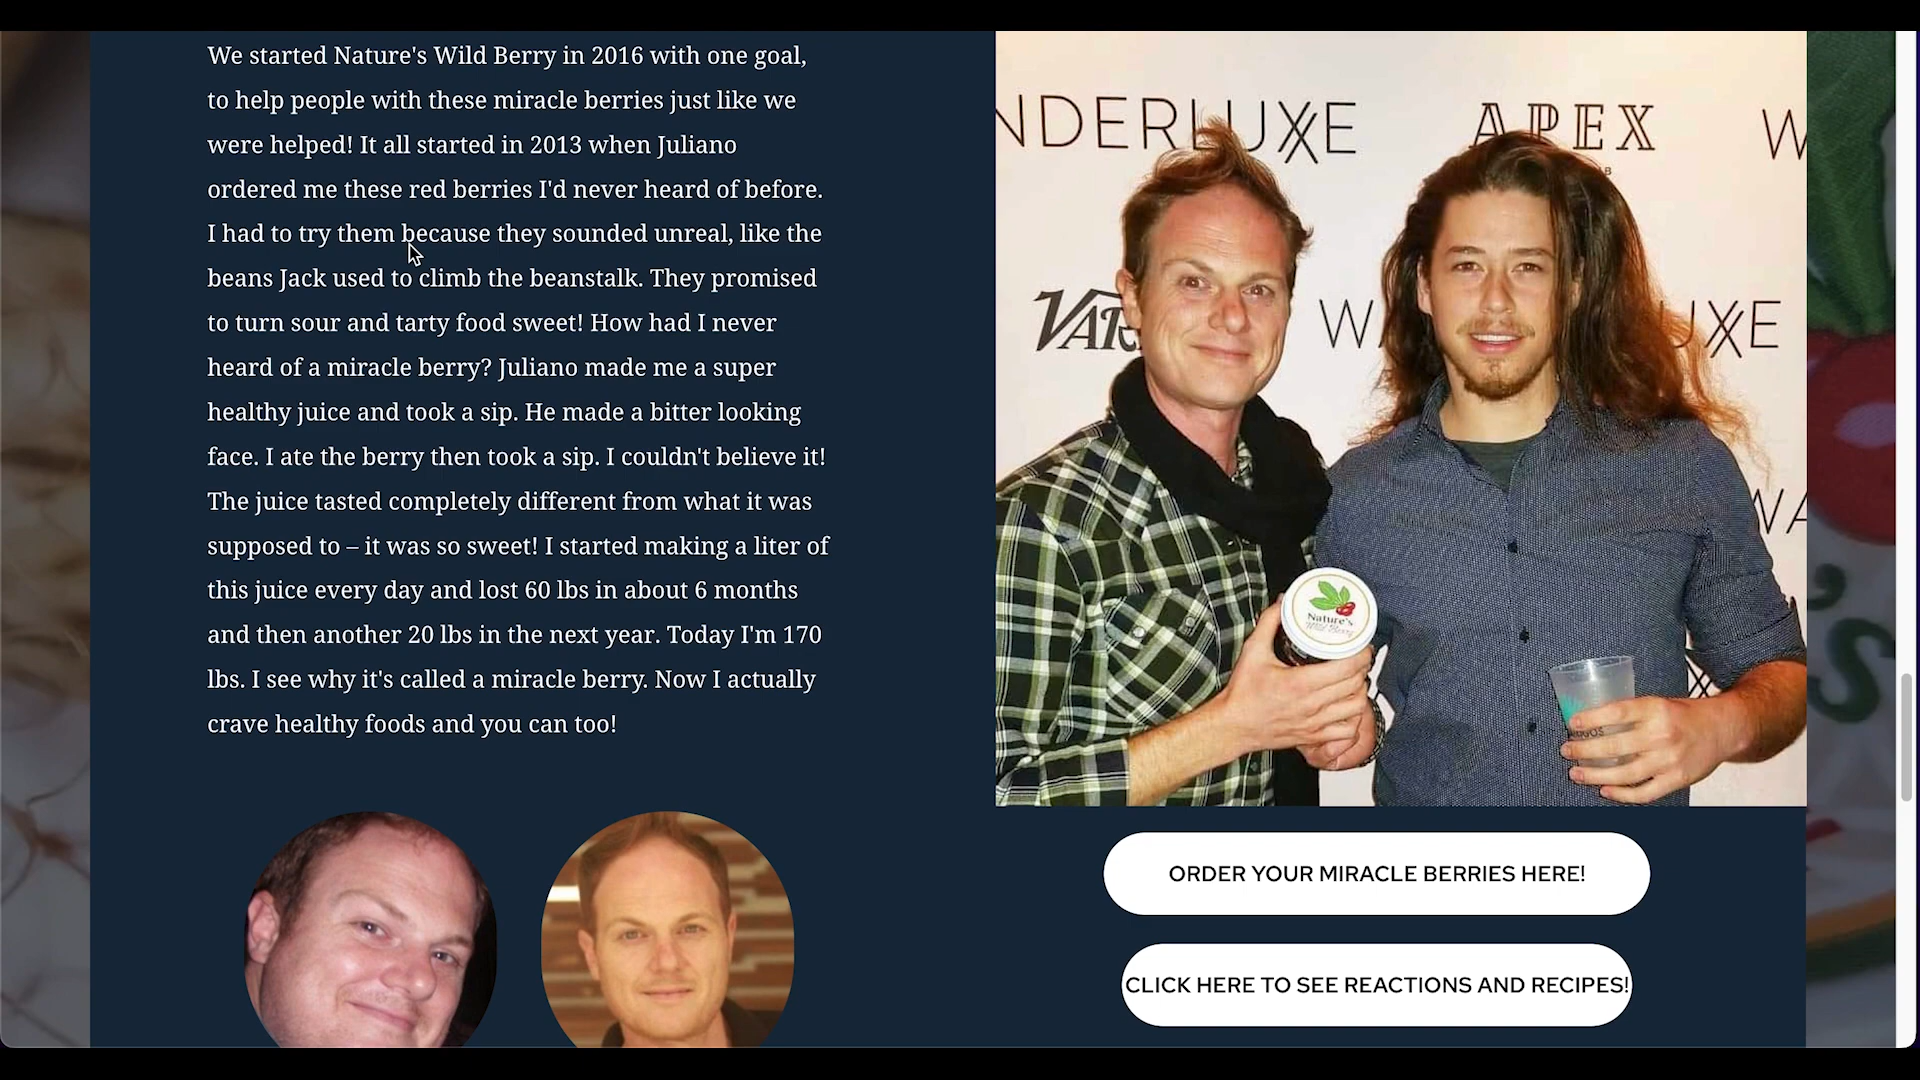 We started Nature's Wild Berry in 2016 with one goal,
to help people with these miracle berries just like we
were helped! It all started in 2013 when Juliano
ordered me these red berries I'd never heard of before.
I had to try them because they sounded unreal, like the
beans Jack used to climb the beanstalk. They promised
to turn sour and tarty food sweet! How had I never
heard of a miracle berry? Juliano made me a super
healthy juice and took a sip. He made a bitter looking
face. I ate the berry then took a sip. I couldn't believe it!
The juice tasted completely different from what it was
supposed to – it was so sweet! I started making a liter of
this juice every day and lost 60 lbs in about 6 months
and then another 20 lbs in the next year. Today I'm 170
lbs. I see why it's called a miracle berry. Now I actually
crave healthy foods and you can too!
NDERLUXE APEX W
VAR WA UXE
WA
Nature's
Wild Berry
ORDER YOUR MIRACLE BERRIES HERE!
CLICK HERE TO SEE REACTIONS AND RECIPES!